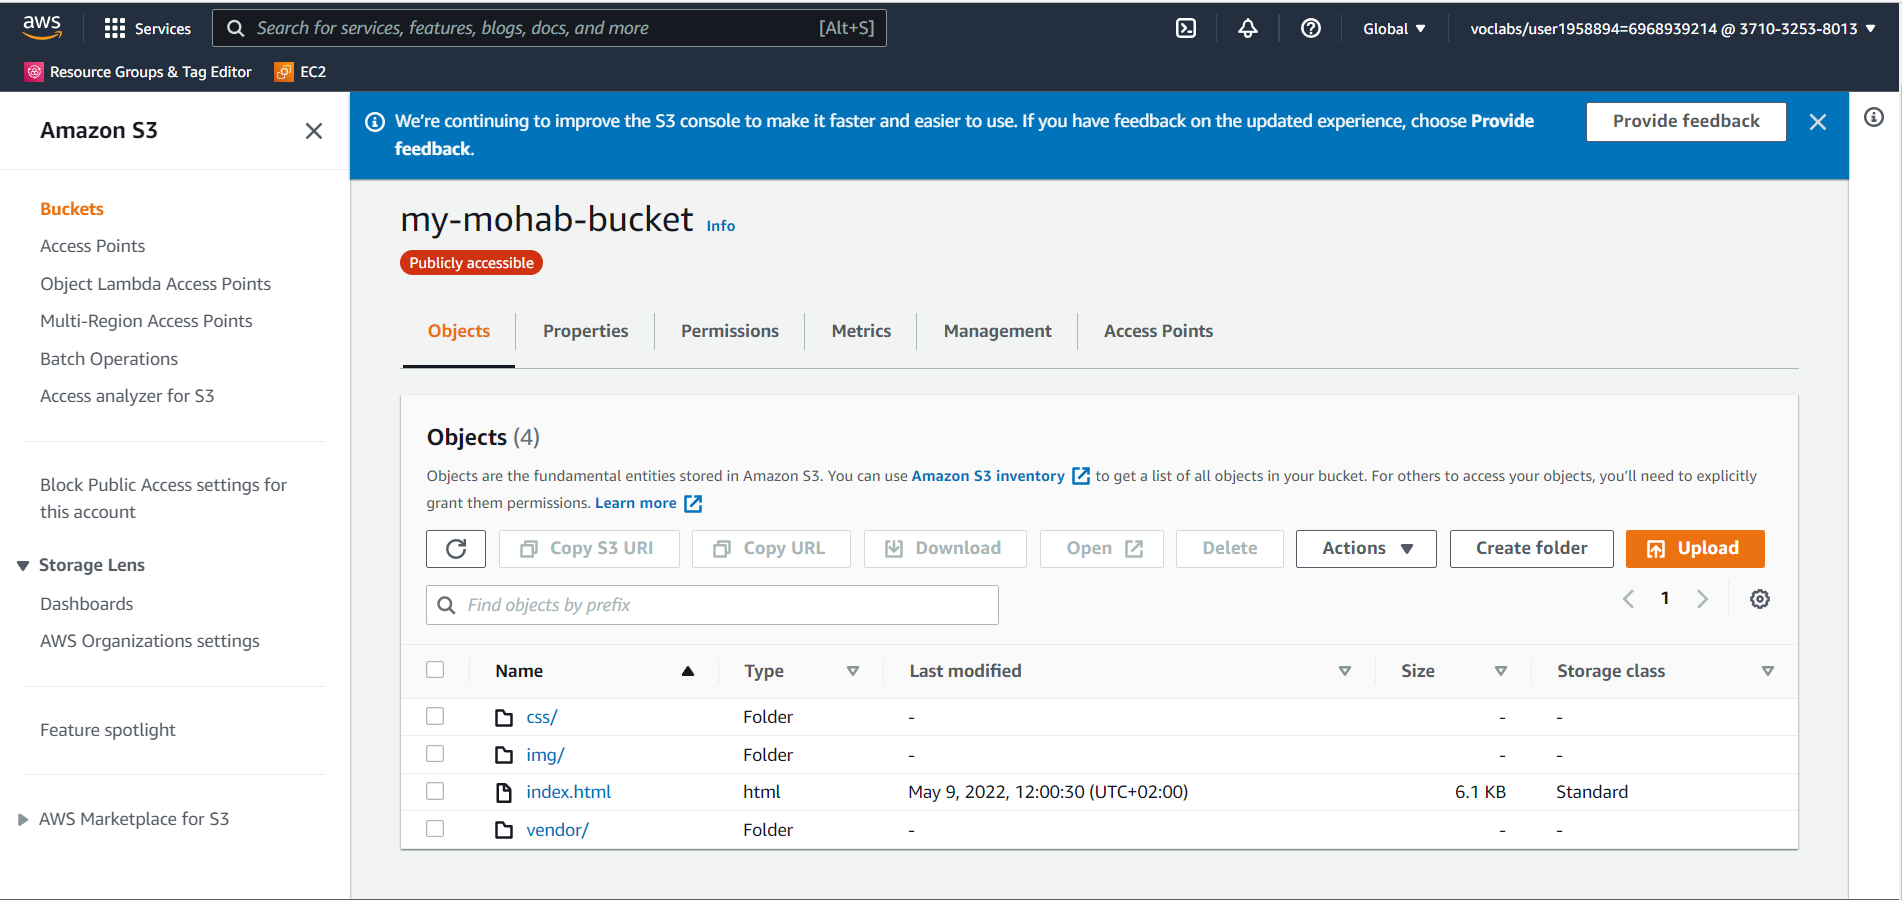 aws Services Search for services, features, blogs, docs, and more [Alt+S] Global voclabs/user1958894=6968939214 @ 3710-3253-8013
Resource Groups & Tag Editor EC2
Amazon S3
Buckets
Access Points
Object Lambda Access Points
Multi-Region Access Points
Batch Operations
Access analyzer for S3
Block Public Access settings for
this account
Storage Lens
Dashboards
AWS Organizations settings
Feature spotlight
AWS Marketplace for S3
We're continuing to improve the S3 console to make it faster and easier to use. If you have feedback on the updated experience, choose Provide
feedback.
Provide feedback
my-mohab-bucket Info
Publicly accessible
Objects Properties Permissions Metrics Management Access Points
Objects (4)
Objects are the fundamental entities stored in Amazon S3. You can use Amazon S3 inventory to get a list of all objects in your bucket. For others to access your objects, you'll need to explicitly
grant them permissions. Learn more
Copy S3 URI Copy URL Download Open Delete Actions Create folder Upload
Find objects by prefix 1
Name Type Last modified Size Storage class
css/ Folder - - -
img/ Folder - - -
index.html html May 9, 2022, 12:00:30 (UTC+02:00) 6.1 KB Standard
vendor/ Folder - - -